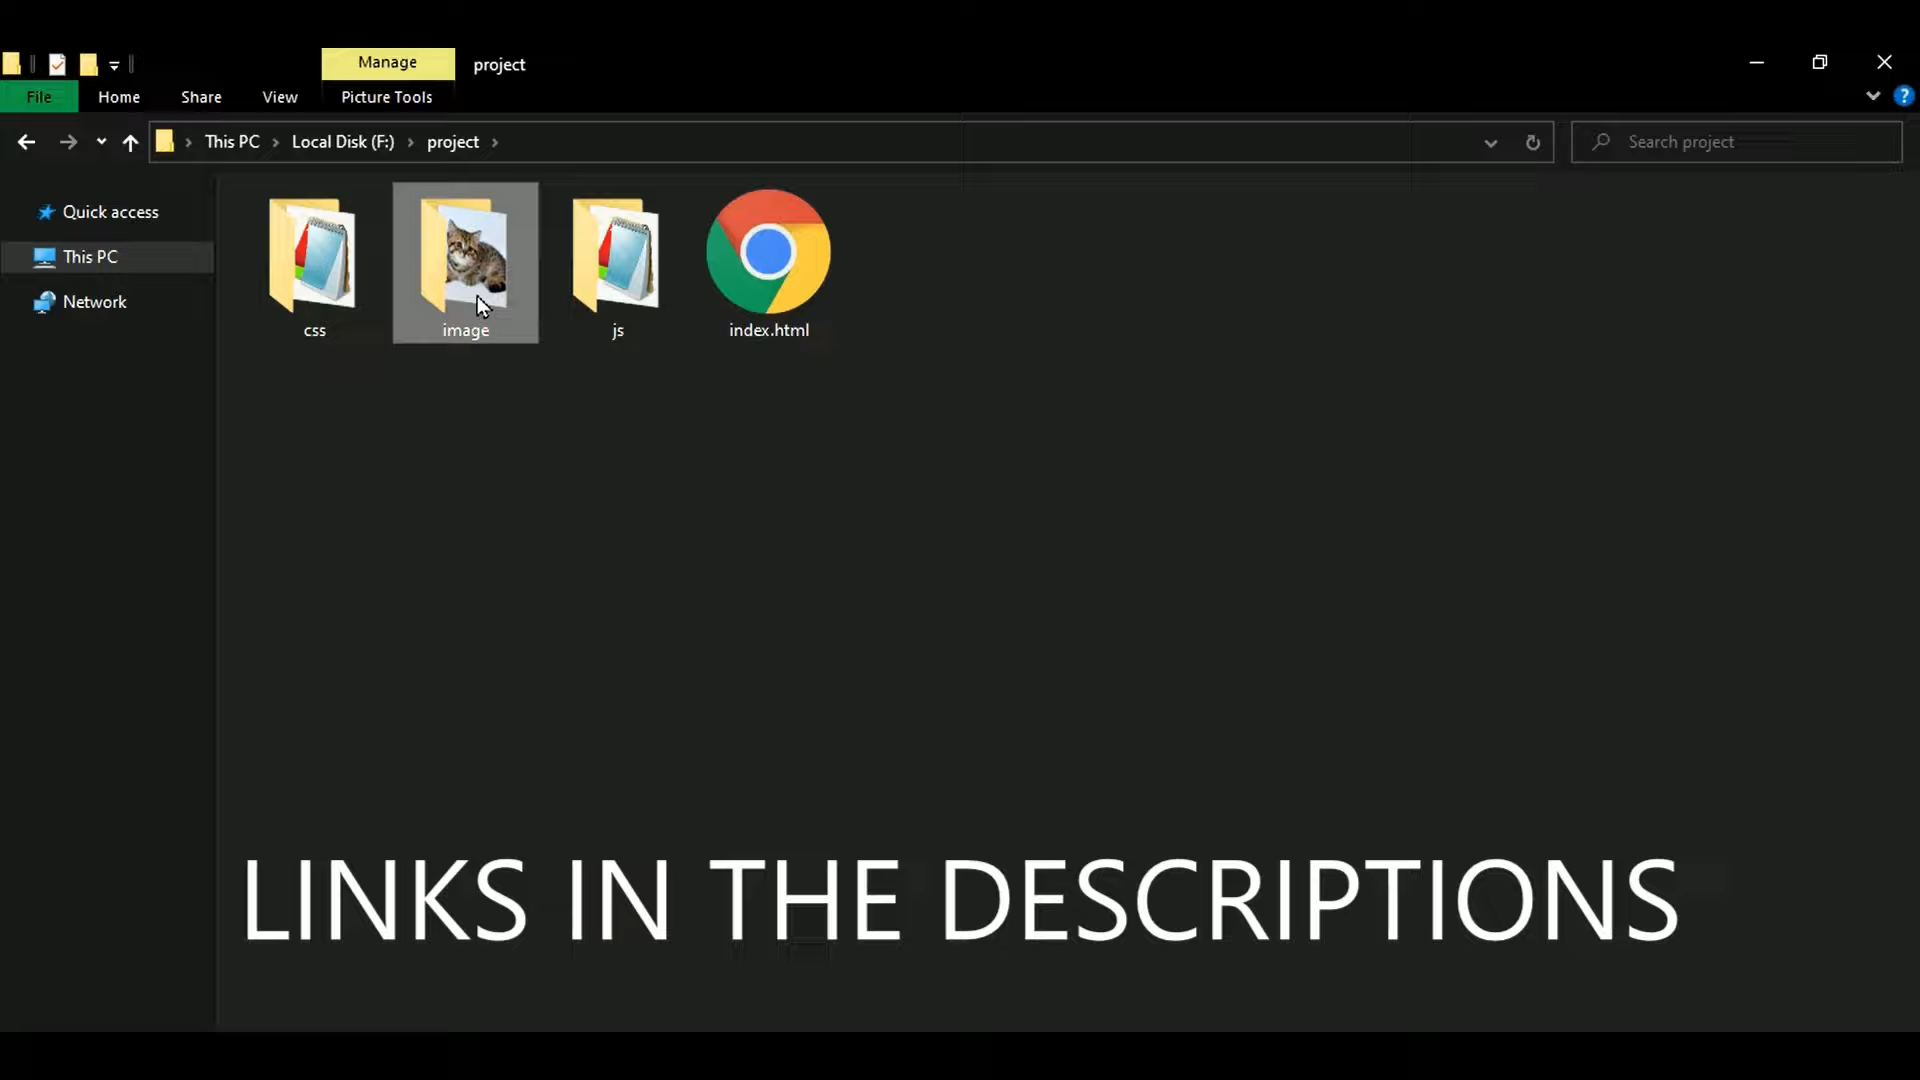 Manage
project
File
Home
Share
View
Picture Tools
?
This PC
Local Disk (F:)
project
Search project
Quick access
This PC
Network
css
image
js
index.html
LINKS IN THE DESCRIPTIONS